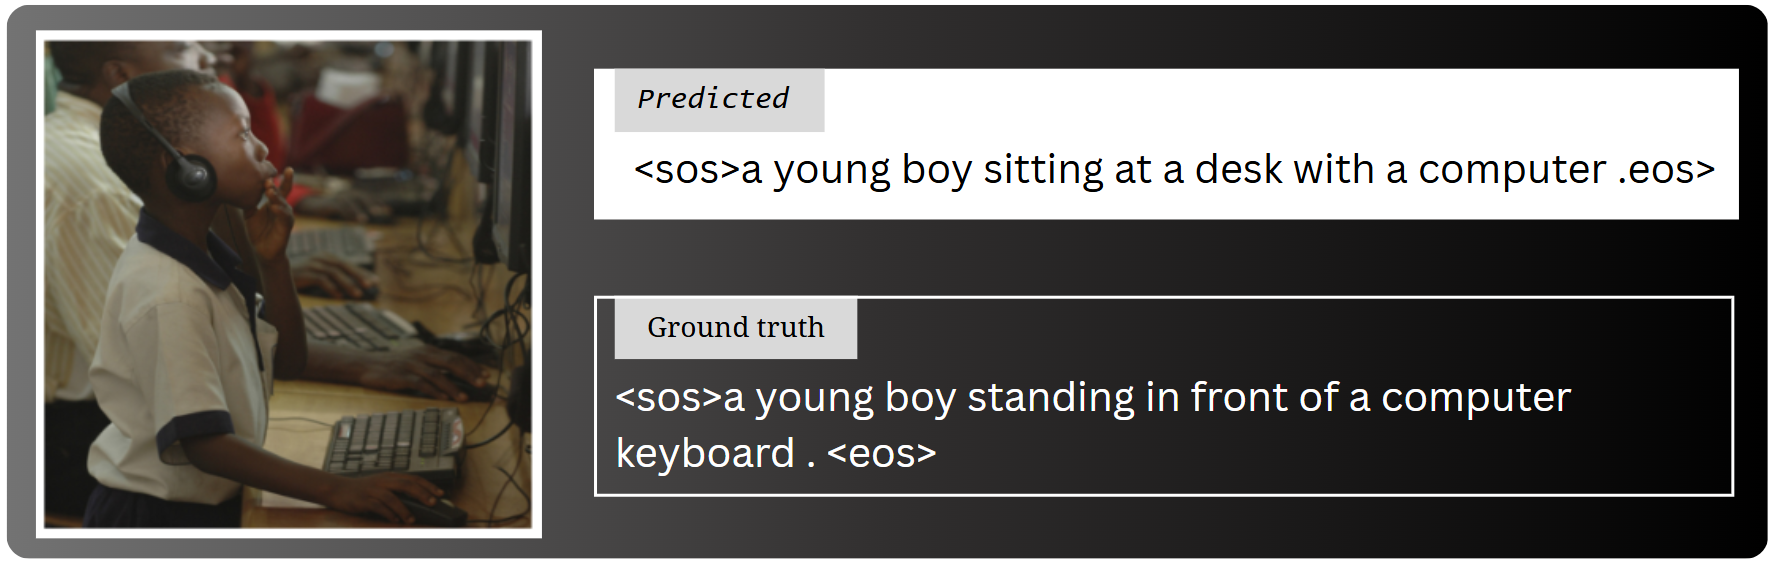 Predicted
<sos>a young boy sitting at a desk with a computer .eos>
Ground truth
<sos>a young boy standing in front of a computer
keyboard . <eos>